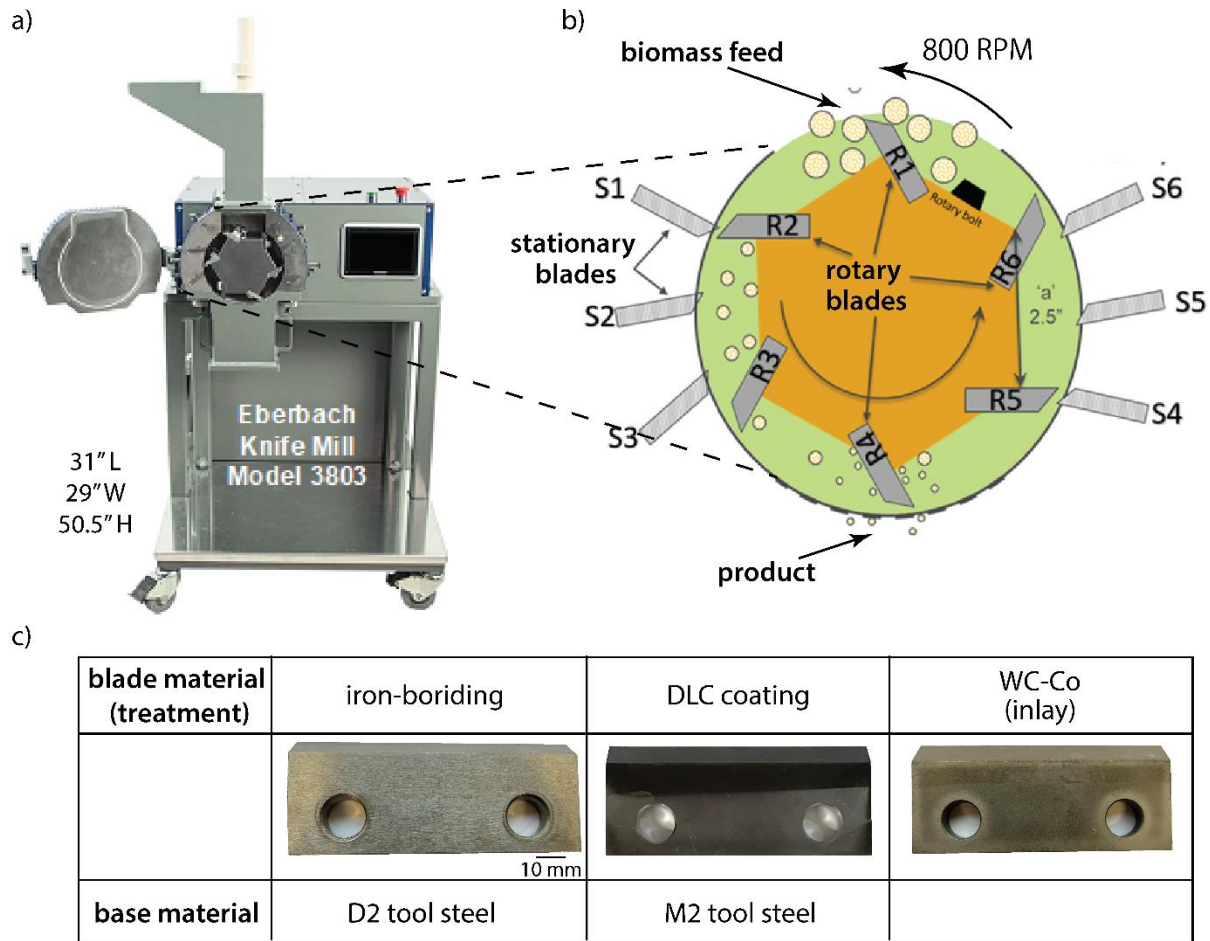 a)
Eberbach
Knife Mill
Model 3803
31” L
29” W
50.5” H
b)
biomass feed
800 RPM
R1
Rotary bolt
S1
R2
S6
stationary
blades
rotary
blades
R6
S2
‘a’
2.5”
S5
R3
R5
S3
R4
S4
product
c)
blade material
(treatment)
iron-boriding
DLC coating
WC-Co
(inlay)
10 mm
base material
D2 tool steel
M2 tool steel